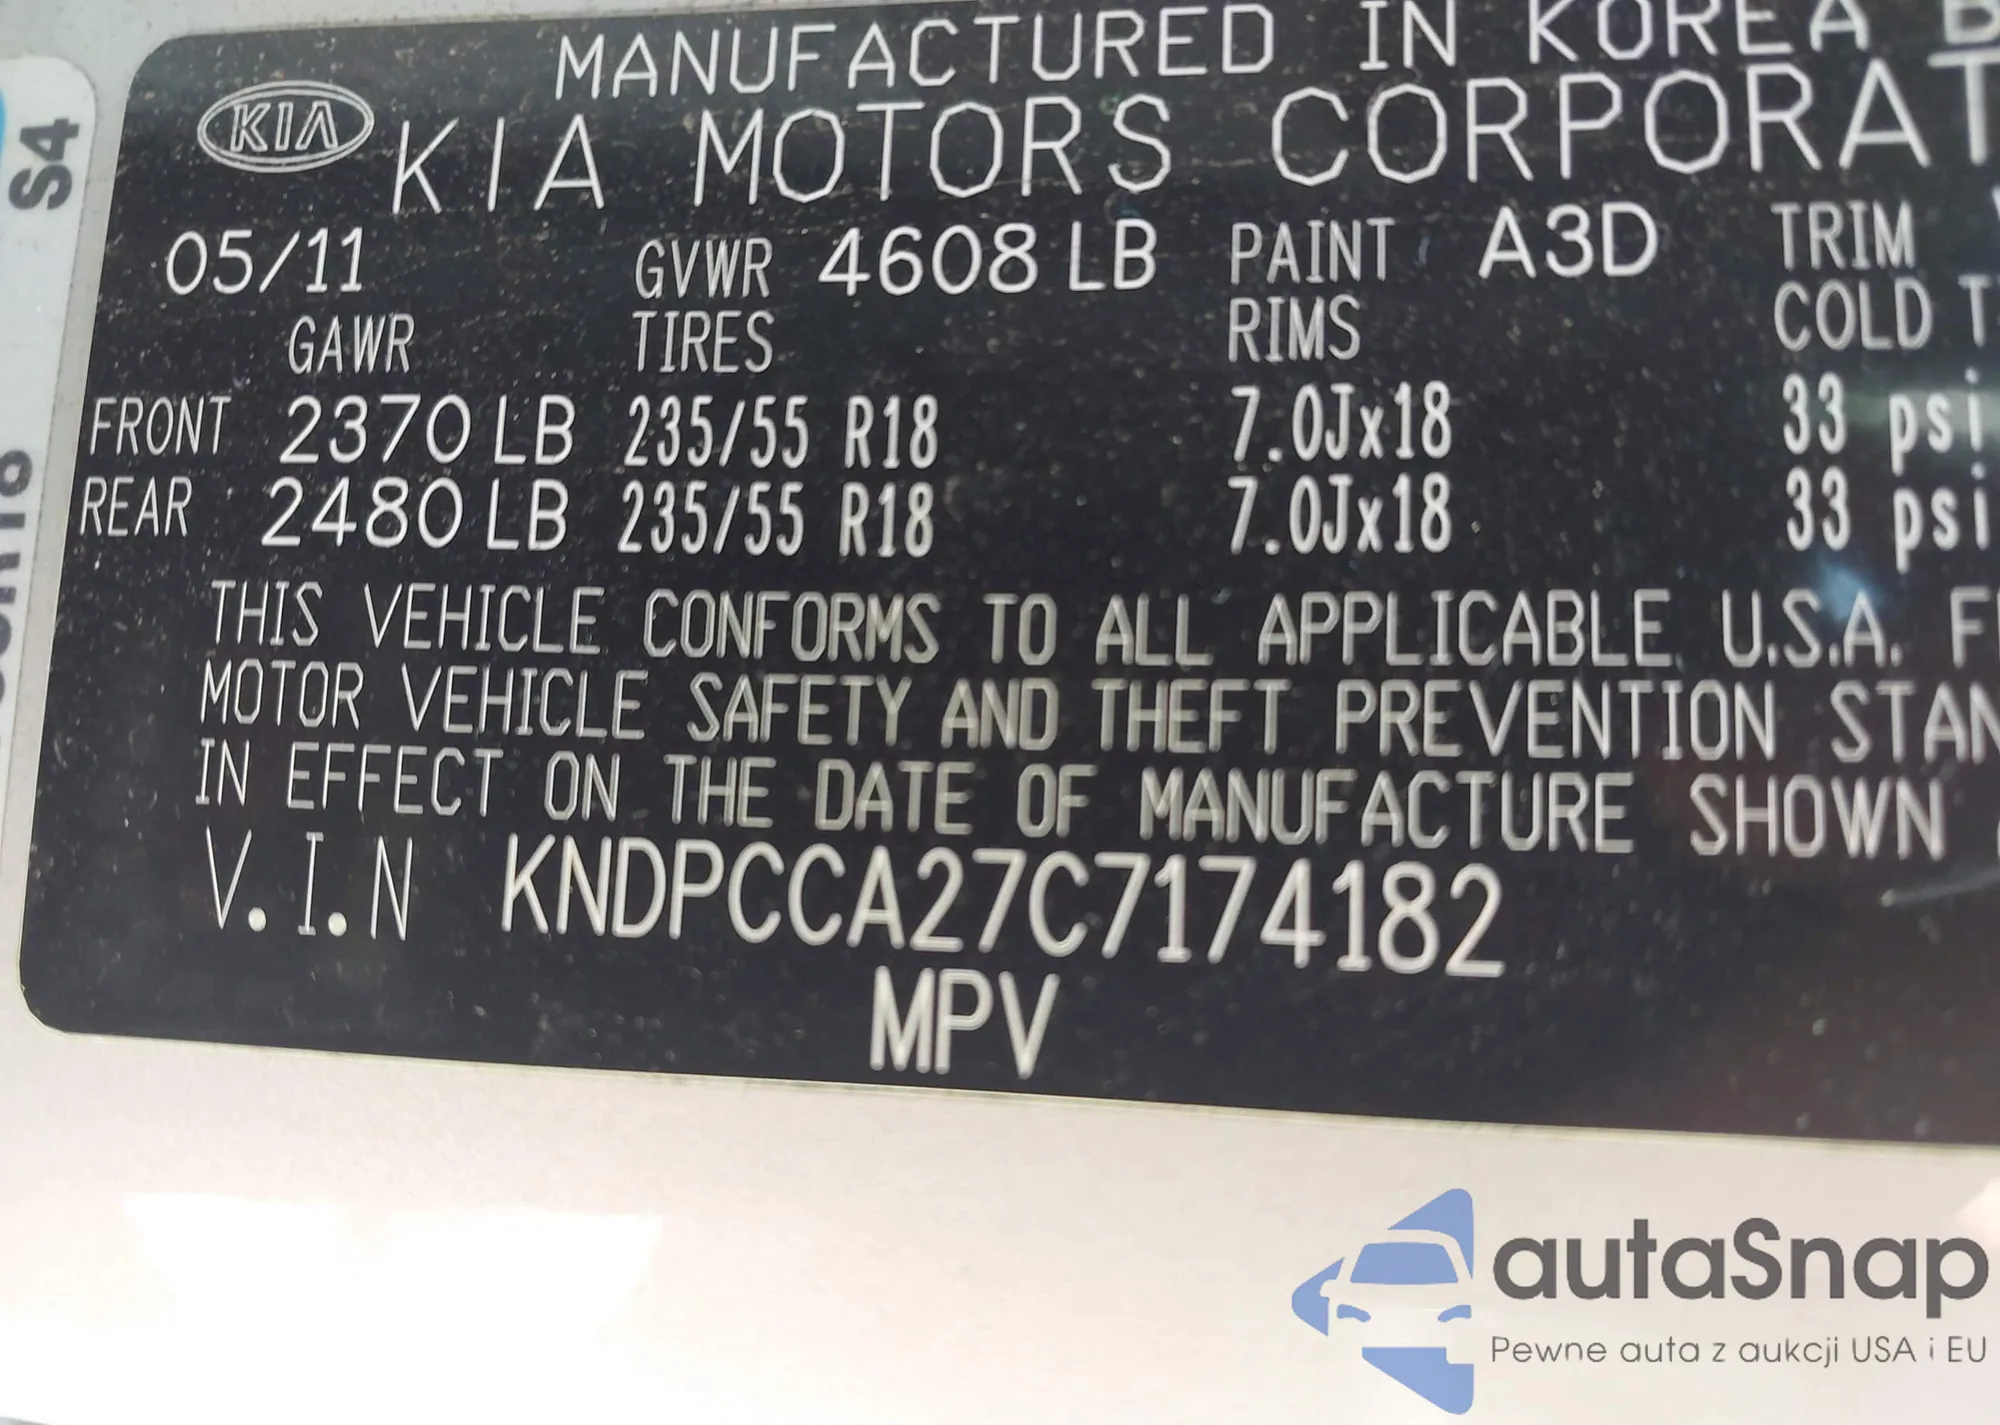 MANUFACTURED IN KOREA B
KIA KIA MOTORS CORPORAT
05/11 GVWR 4608 LB PAINT A3D TRIM
GAWR TIRES RIMS COLD T
FRONT 2370 LB 235/55 R18 7.0Jx18 33 psi
REAR 2480 LB 235/55 R18 7.0Jx18 33 psi
THIS VEHICLE CONFORMS TO ALL APPLICABLE U.S.A. F
MOTOR VEHICLE SAFETY AND THEFT PREVENTION STAN
IN EFFECT ON THE DATE OF MANUFACTURE SHOWN
V.I.N KNDPCCA27C7174182
MPV
S4
autaSnap
Pewne auta z aukcji USA i EU